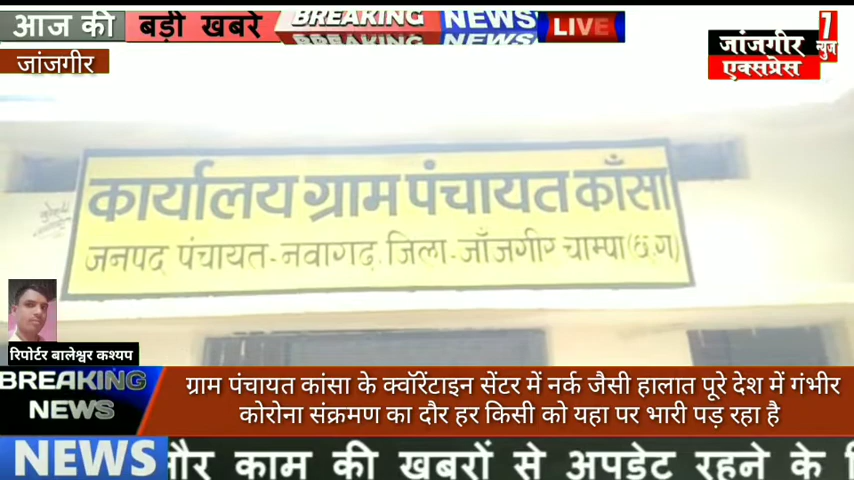 आज की बड़ी खबरे BREAKING NEWS LIVE
7
न्युज
जांजगीर
जांजगीर
एक्सप्रेस
कार्यालय ग्राम पंचायत काँसा
जनपद पंचायत-नवागढ़, जिला-जाँजगीर चाम्पा (छ.ग)
रिपोर्टर बालेश्वर कश्यप
BREAKING NEWS
ग्राम पंचायत कांसा के क्वॉरेंटाइन सेंटर में नर्क जैसी हालात पूरे देश में गंभीर
कोरोना संक्रमण का दौर हर किसी को यहा पर भारी पड़ रहा है
NEWS और काम की खबरों से अपडेट रहने के